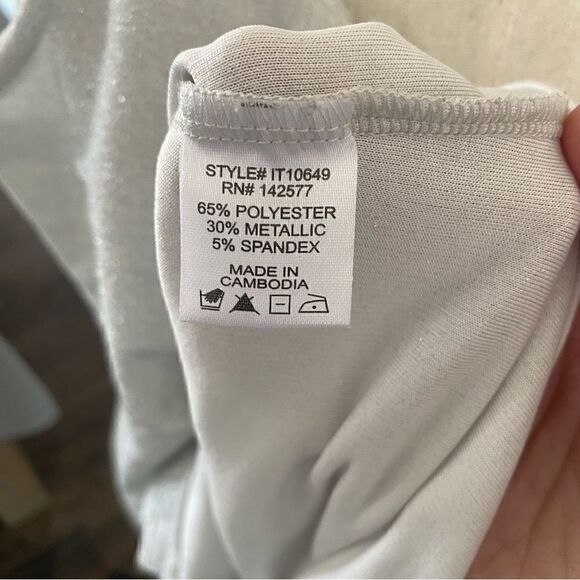 STYLE# IT10649
RN# 142577
65% POLYESTER
30% METALLIC
5% SPANDEX
MADE IN
CAMBODIA